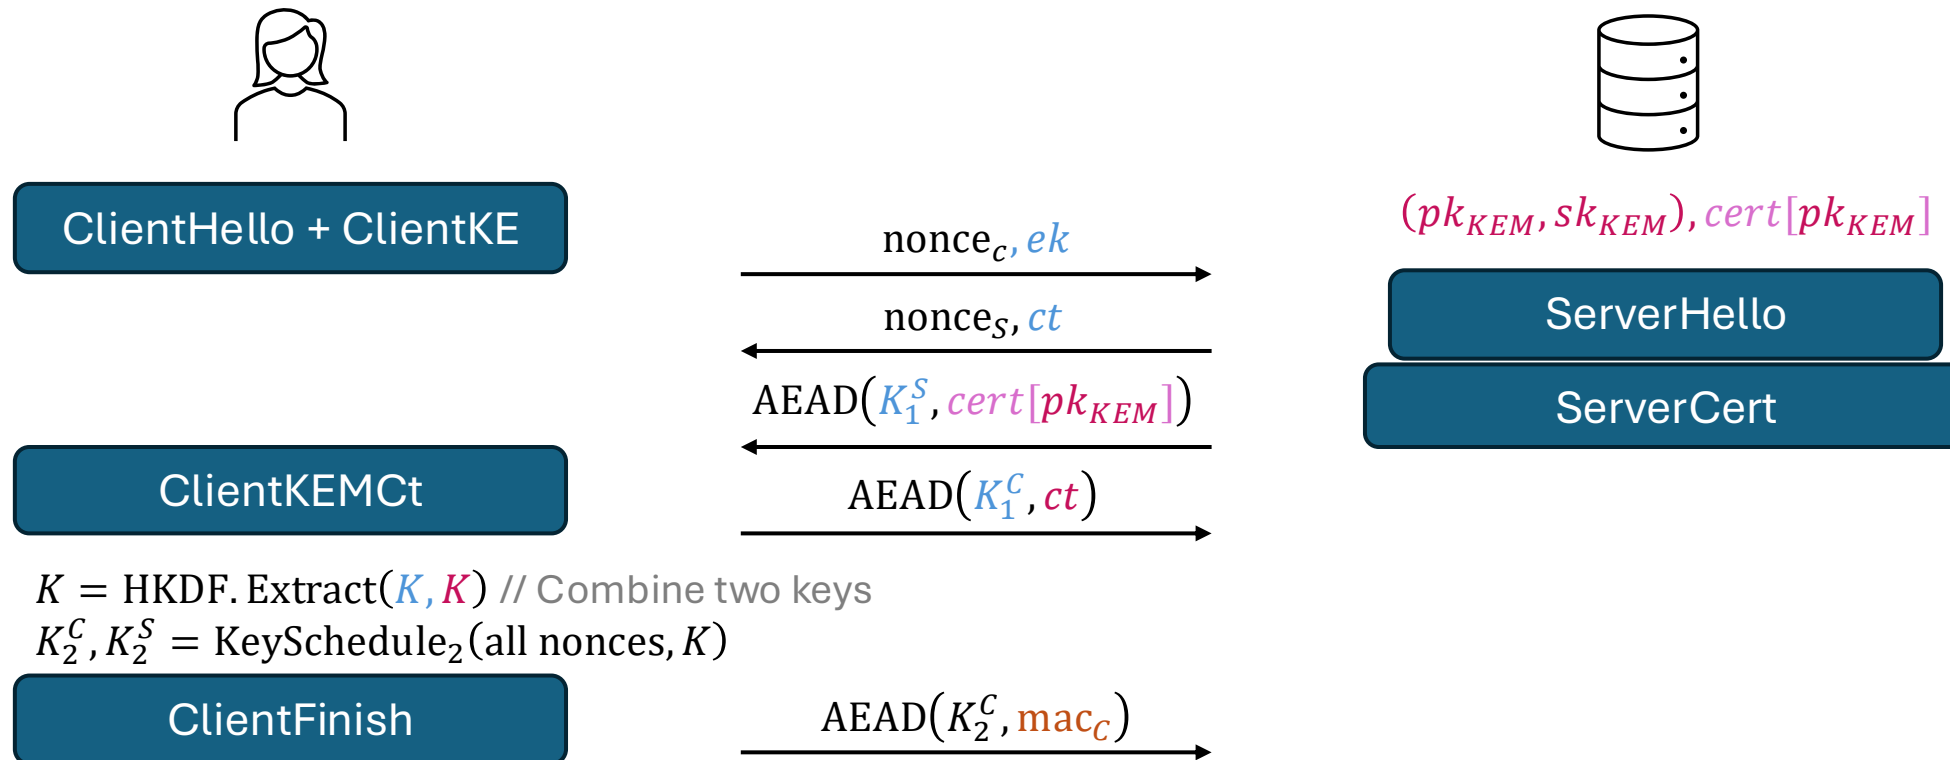 ClientHello + ClientKE
(pk_KEM, sk_KEM), cert[pk_KEM]
nonce_c, ek
ServerHello
nonce_S, ct
ServerCert
AEAD(K_1^S, cert[pk_KEM])
ClientKEMCt
AEAD(K_1^C, ct)
K = HKDF. Extract(K, K) // Combine two keys
K_2^C, K_2^S = KeySchedule_2(all nonces, K)
ClientFinish
AEAD(K_2^C, mac_C)